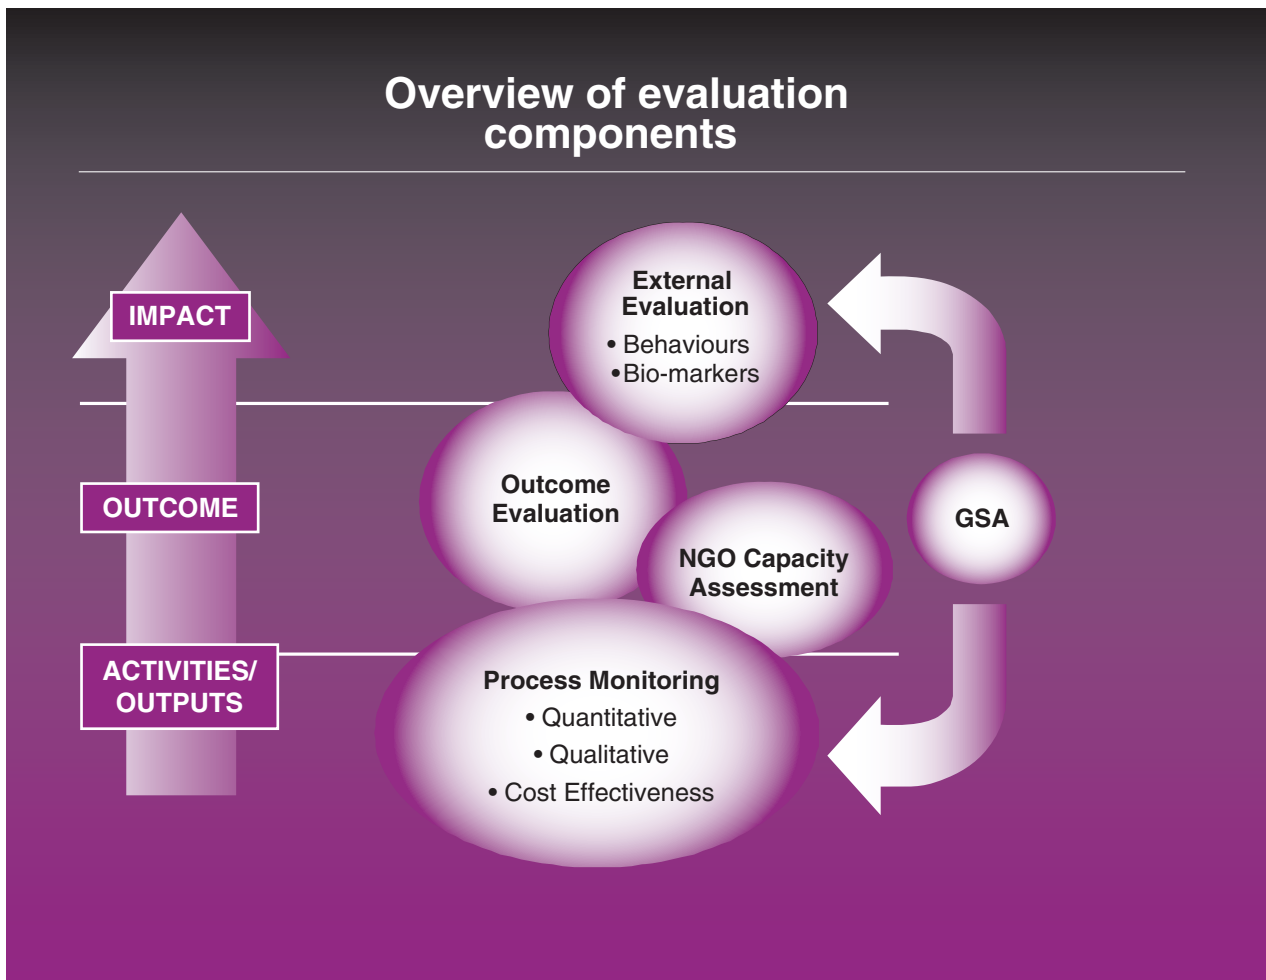 Overview of evaluation
components
IMPACT
External
Evaluation
• Behaviours
•Bio-markers
OUTCOME
Outcome
Evaluation
NGO Capacity
Assessment
GSA
ACTIVITIES/
OUTPUTS
Process Monitoring
• Quantitative
• Qualitative
• Cost Effectiveness